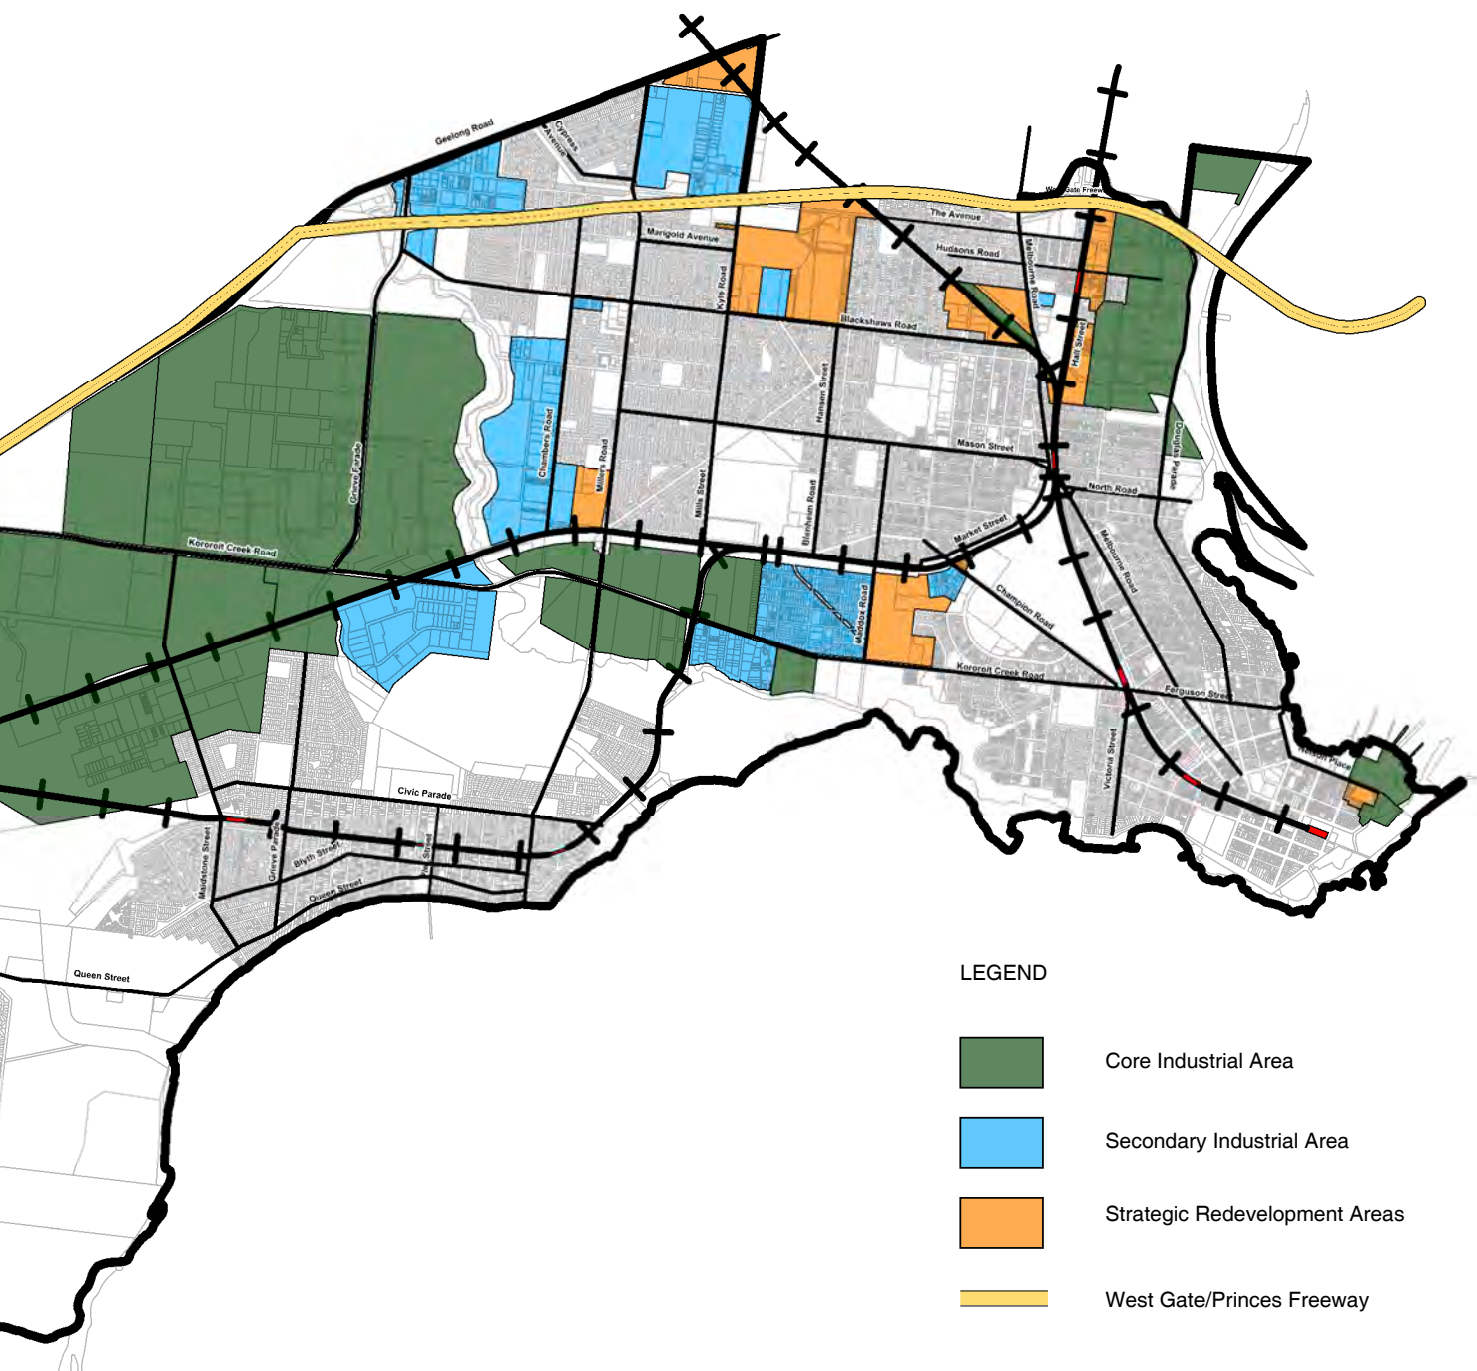 Geelong Road
Cypress
Avenue
West Gate Freeway
The Avenue
Marigold Avenue
Hudsons Road
Melbourne Road
Kyle Road
Blackshaws Road
Hall Street
Hansen Street
Chambers Road
Millers Road
Grieve Parade
Mason Street
Douglas Parade
Mills Street
Blenheim Road
North Road
Market Street
Kororoit Creek Road
Melbourne Road
Maddox Road
Champion Road
Kororoit Creek Road
Ferguson Street
Victoria Street
Nelson Place
Civic Parade
Maidstone Street
Grieve Parade
Blyth Street
Street
Queen Street
Queen Street
LEGEND
Core Industrial Area
Secondary Industrial Area
Strategic Redevelopment Areas
West Gate/Princes Freeway